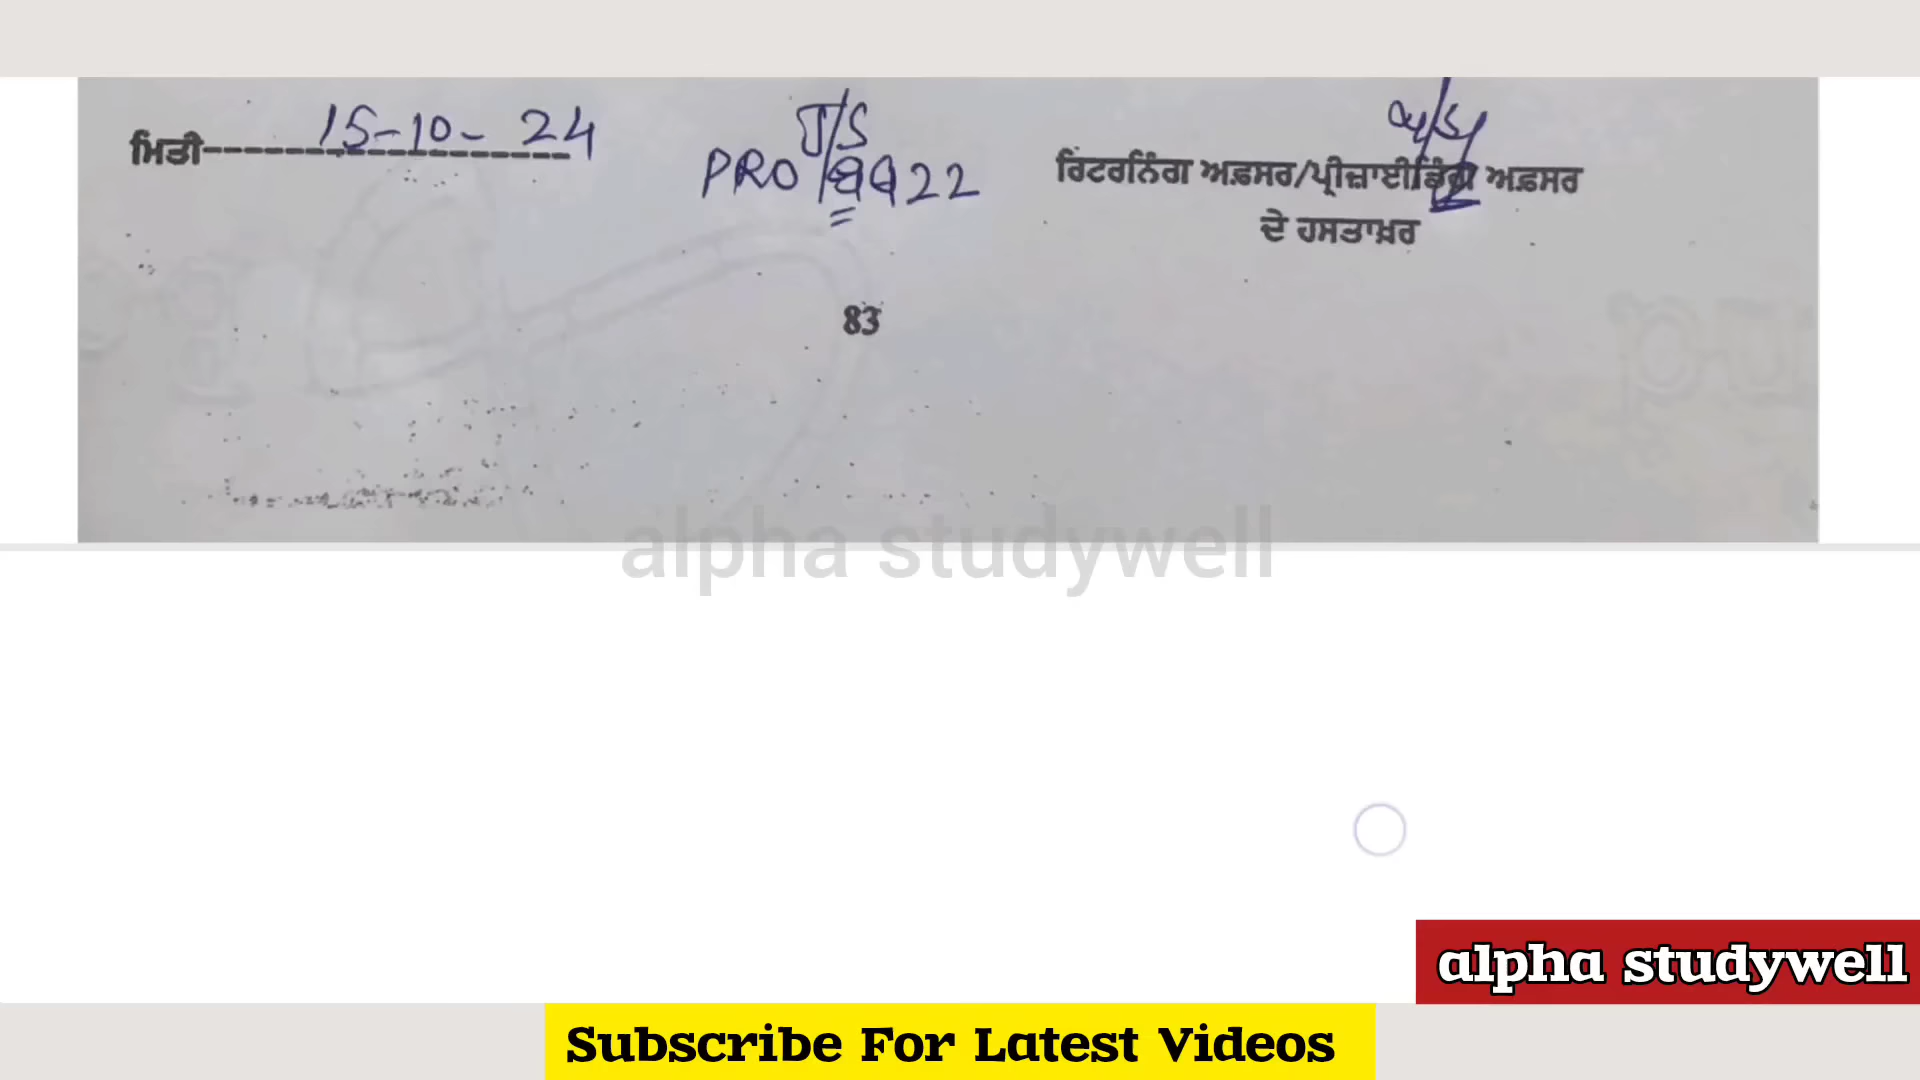 ਮਿਤੀ------------------ 15-10-24
PRO
ਰਿਟਰਨਿੰਗ ਅਫ਼ਸਰ/ਪ੍ਰੀਜ਼ਾਈਡਿੰਗ ਅਫ਼ਸਰ
ਦੇ ਹਸਤਾਖ਼ਰ
83
alpha studywell
alpha studywell
Subscribe For Latest Videos